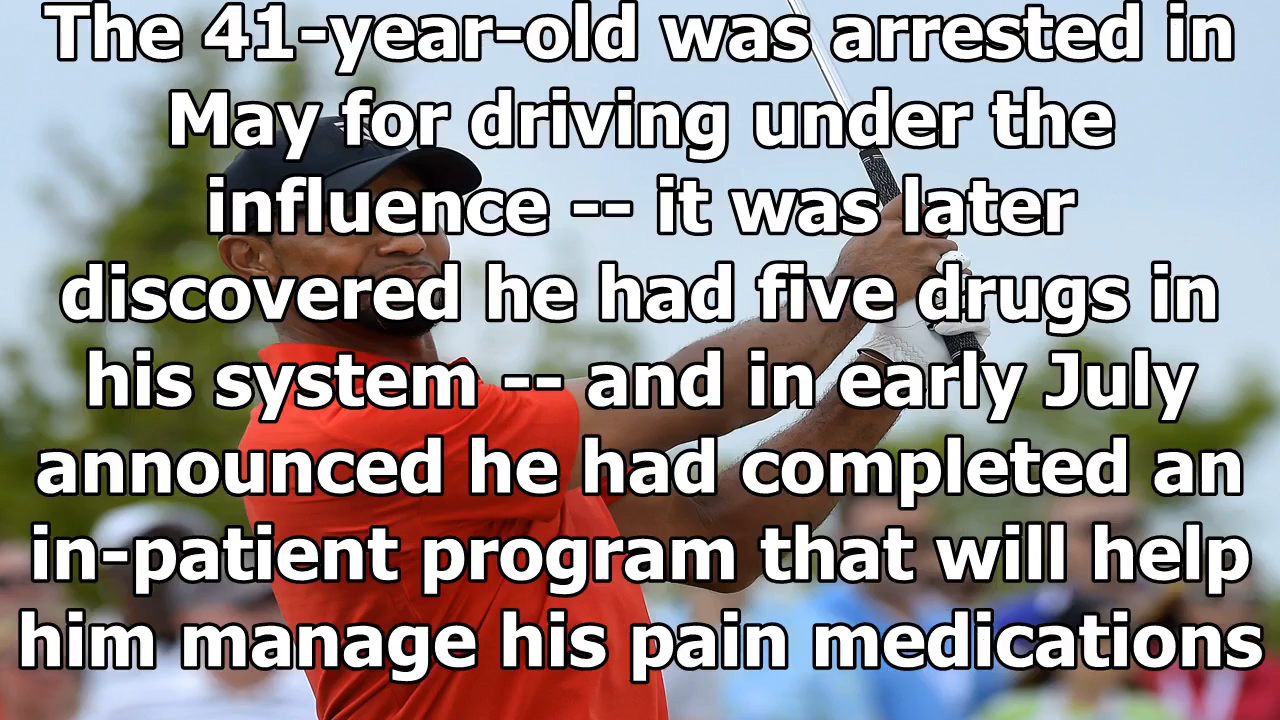 The 41-year-old was arrested in
May for driving under the
influence -- it was later
discovered he had five drugs in
his system -- and in early July
announced he had completed an
in-patient program that will help
him manage his pain medications